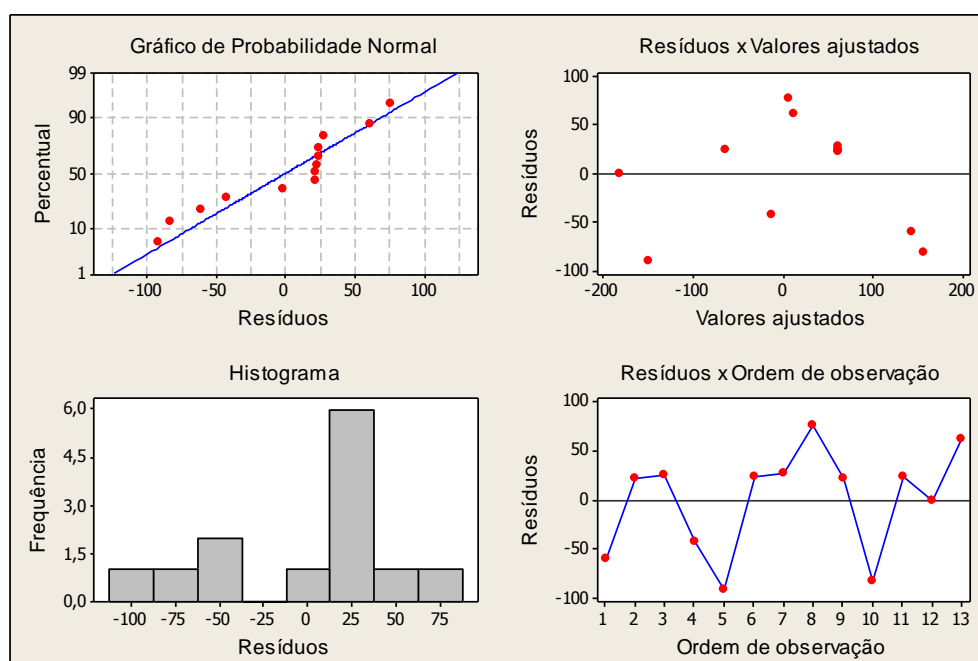 Gráfico de Probabilidade Normal
99
90
50
10
1
Percentual
-100 -50 0 50 100
Resíduos
Resíduos x Valores ajustados
100
50
0
-50
-100
Resíduos
-200 -100 0 100 200
Valores ajustados
Histograma
6,0
4,5
3,0
1,5
0,0
Frequência
-100 -75 -50 -25 0 25 50 75
Resíduos
Resíduos x Ordem de observação
100
50
0
-50
-100
Resíduos
1 2 3 4 5 6 7 8 9 10 11 12 13
Ordem de observação